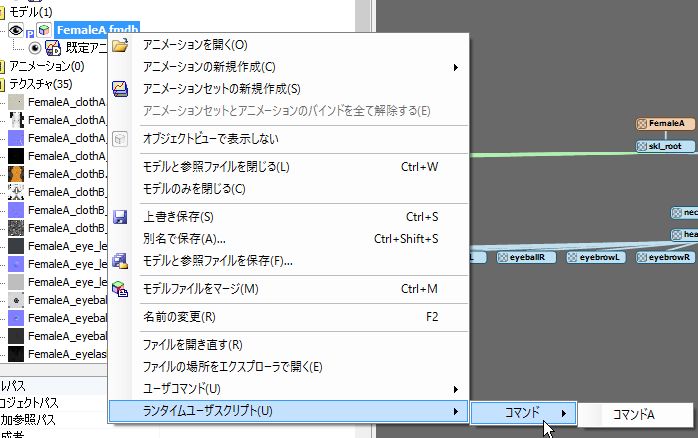 モデル(1)
FemaleA.fmdb
既定アニ
アニメーション(0)
テクスチャ(35)
FemaleA_clothA
FemaleA_clothA_
FemaleA_clothA_
FemaleA_clothA_
FemaleA_clothB
FemaleA_clothB_
FemaleA_clothB_
FemaleA_clothB_
FemaleA_eye_le
FemaleA_eye_le
FemaleA_eye_le
FemaleA_eyebal
FemaleA_eyebal
FemaleA_eyebal
FemaleA_eyelas
ルパス
コジェクトパス
加参照パス
成者
アニメーションを開く(O)
アニメーションの新規作成(C)
アニメーションセットの新規作成(S)
アニメーションセットとアニメーションのバインドを全て解除する(E)
オブジェクトビューで表示しない
モデルと参照ファイルを閉じる(L) Ctrl+W
モデルのみを閉じる(C)
上書き保存(S) Ctrl+S
別名で保存(A)... Ctrl+Shift+S
モデルと参照ファイルを保存(F)...
モデルファイルをマージ(M) Ctrl+M
名前の変更(R) F2
ファイルを開き直す(R)
ファイルの場所をエクスプローラで開く(E)
ユーザコマンド(U)
ランタイムユーザスクリプト(U)
コマンド
コマンドA
FemaleA
skl_root
nec
hea
L
eyeballR
eyebrowL
eyebrowR